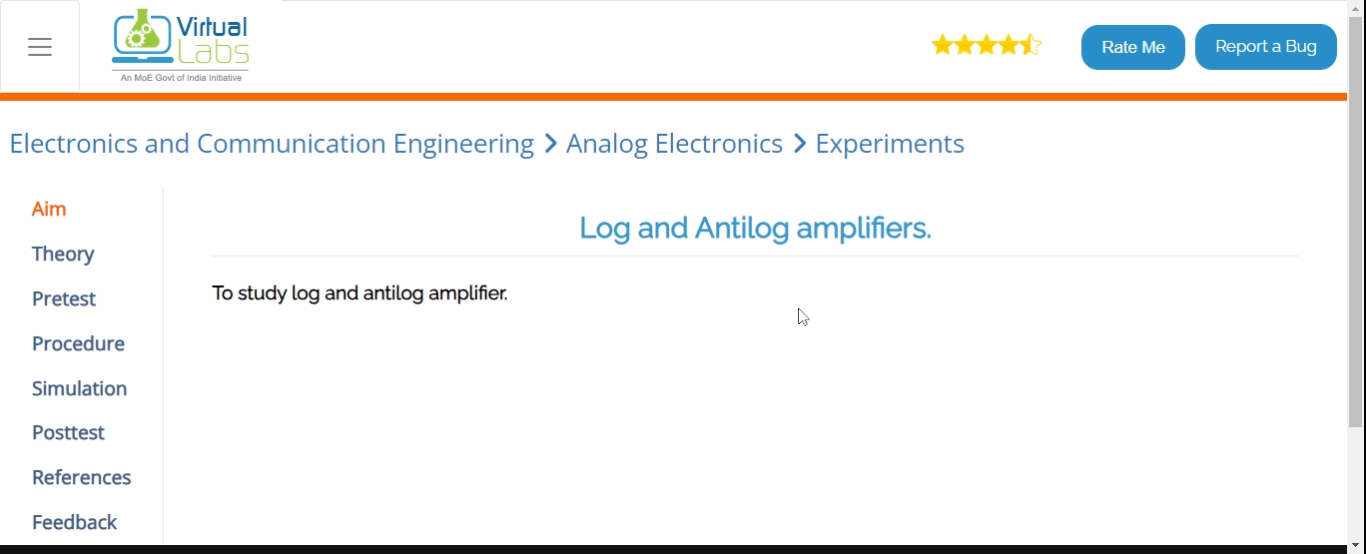 Virtual
Labs
An MoE Govt of India Initiative
Rate Me
Report a Bug
Electronics and Communication Engineering > Analog Electronics > Experiments
Aim
Theory
Pretest
Procedure
Simulation
Posttest
References
Feedback
Log and Antilog amplifiers.
To study log and antilog amplifier.